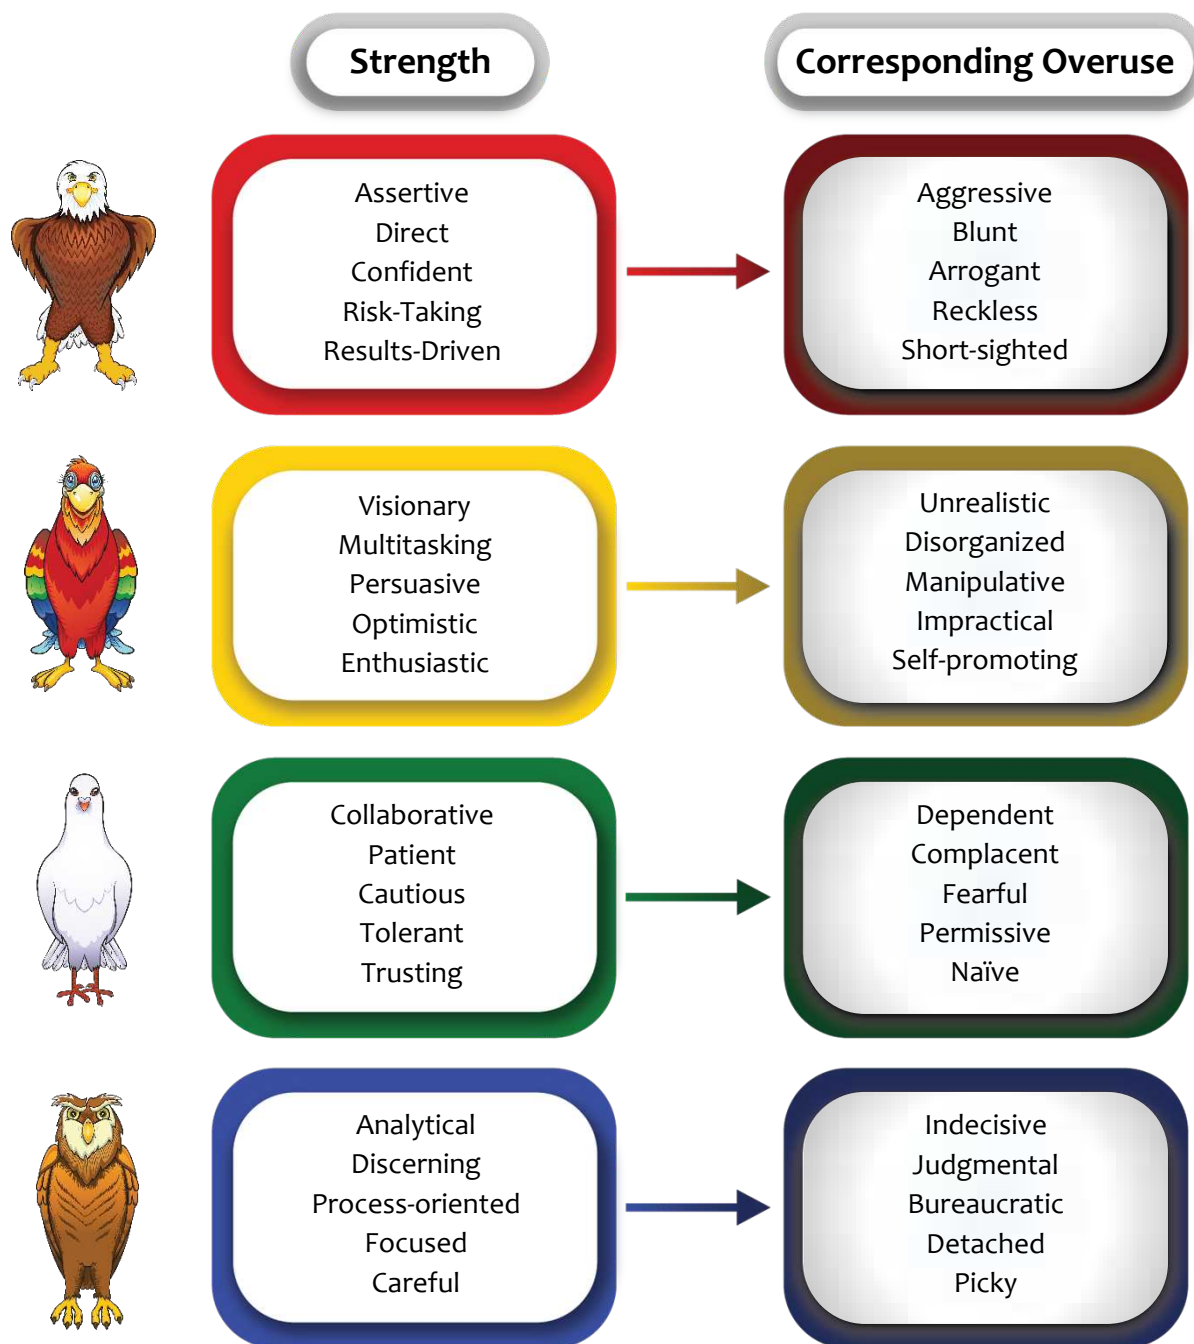 Strength
Corresponding Overuse
Assertive
Direct
Confident
Risk-Taking
Results-Driven
Aggressive
Blunt
Arrogant
Reckless
Short-sighted
Visionary
Multitasking
Persuasive
Optimistic
Enthusiastic
Unrealistic
Disorganized
Manipulative
Impractical
Self-promoting
Collaborative
Patient
Cautious
Tolerant
Trusting
Dependent
Complacent
Fearful
Permissive
Naïve
Analytical
Discerning
Process-oriented
Focused
Careful
Indecisive
Judgmental
Bureaucratic
Detached
Picky